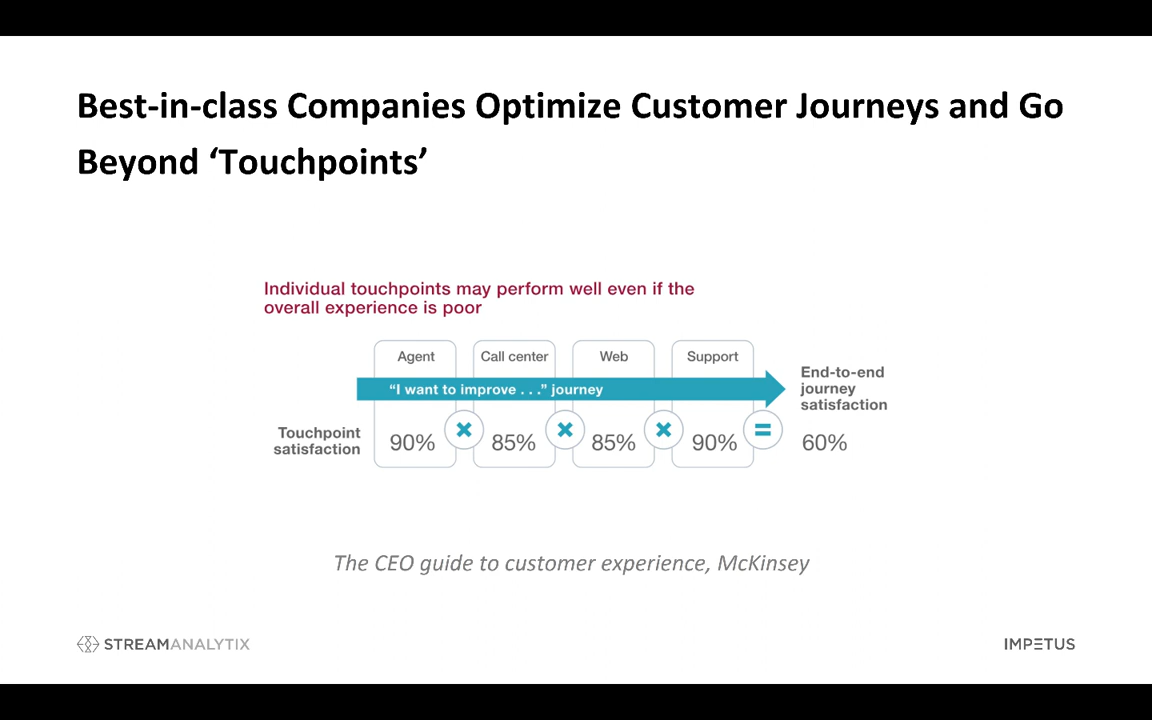 Best-in-class Companies Optimize Customer Journeys and Go
Beyond ‘Touchpoints’
Individual touchpoints may perform well even if the
overall experience is poor
Agent
Call center
Web
Support
“I want to improve . . .” journey
End-to-end
journey
satisfaction
Touchpoint
satisfaction
90% × 85% × 85% × 90% = 60%
The CEO guide to customer experience, McKinsey
STREAMANALYTIX
IMPETUS